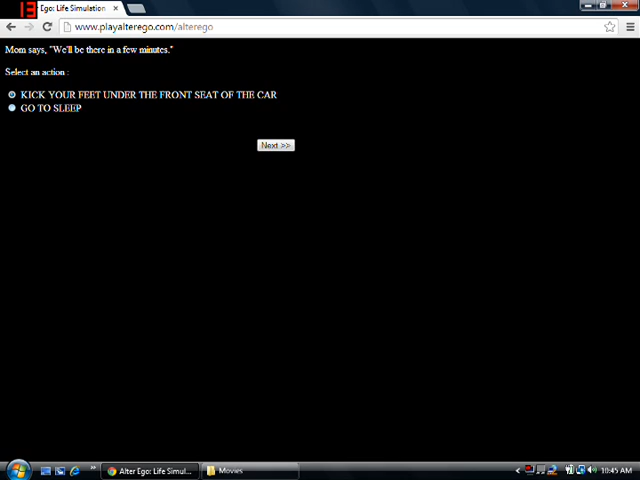 13
Ego: Life Simulation
www.playalterego.com/alterego
Mom says, "We'll be there in a few minutes."
Select an action :
KICK YOUR FEET UNDER THE FRONT SEAT OF THE CAR
GO TO SLEEP
Next >>
Alter Ego: Life Simul...
Movies
10:45 AM